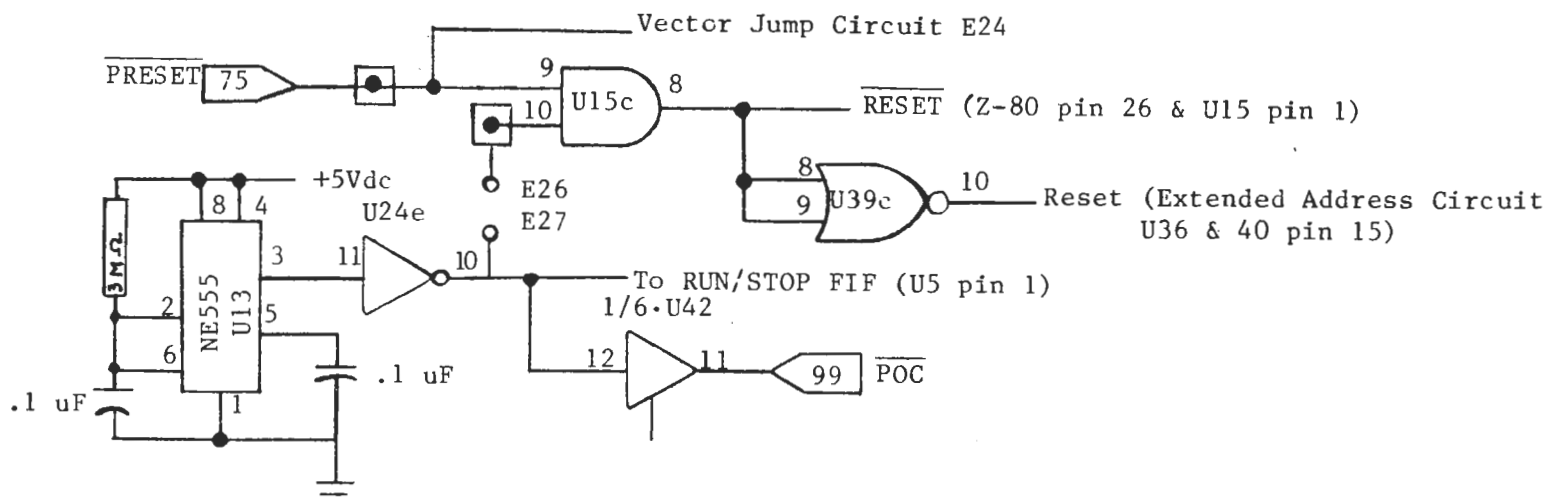 Vector Jump Circuit E24
PRESET 75
9
10
U15c
8
RESET (Z-80 pin 26 & U15 pin 1)
8
9
U39c
10
Reset (Extended Address Circuit
U36 & 40 pin 15)
+5Vdc
E26
E27
8
4
U24e
3MΩ
3
11
10
NE555
U13
2
5
6
1
To RUN/STOP FIF (U5 pin 1)
1/6·U42
12
11
99
POC
.1 uF
.1 uF